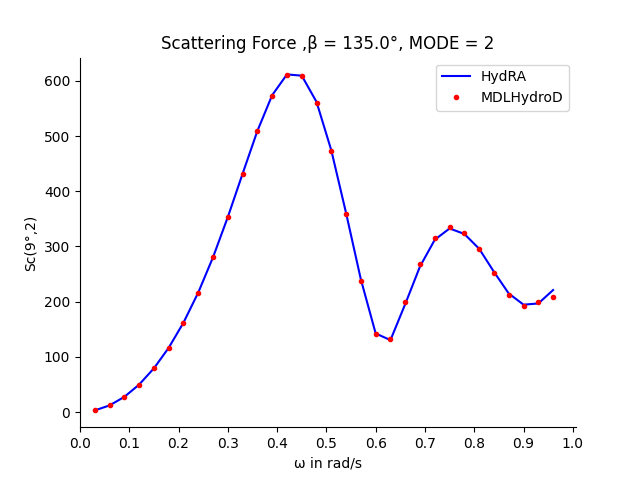 Scattering Force ,β = 135.0°, MODE = 2
HydRA
MDLHydroD
600
500
400
300
200
100
0
Sc(9°,2)
0.0 0.1 0.2 0.3 0.4 0.5 0.6 0.7 0.8 0.9 1.0
ω in rad/s